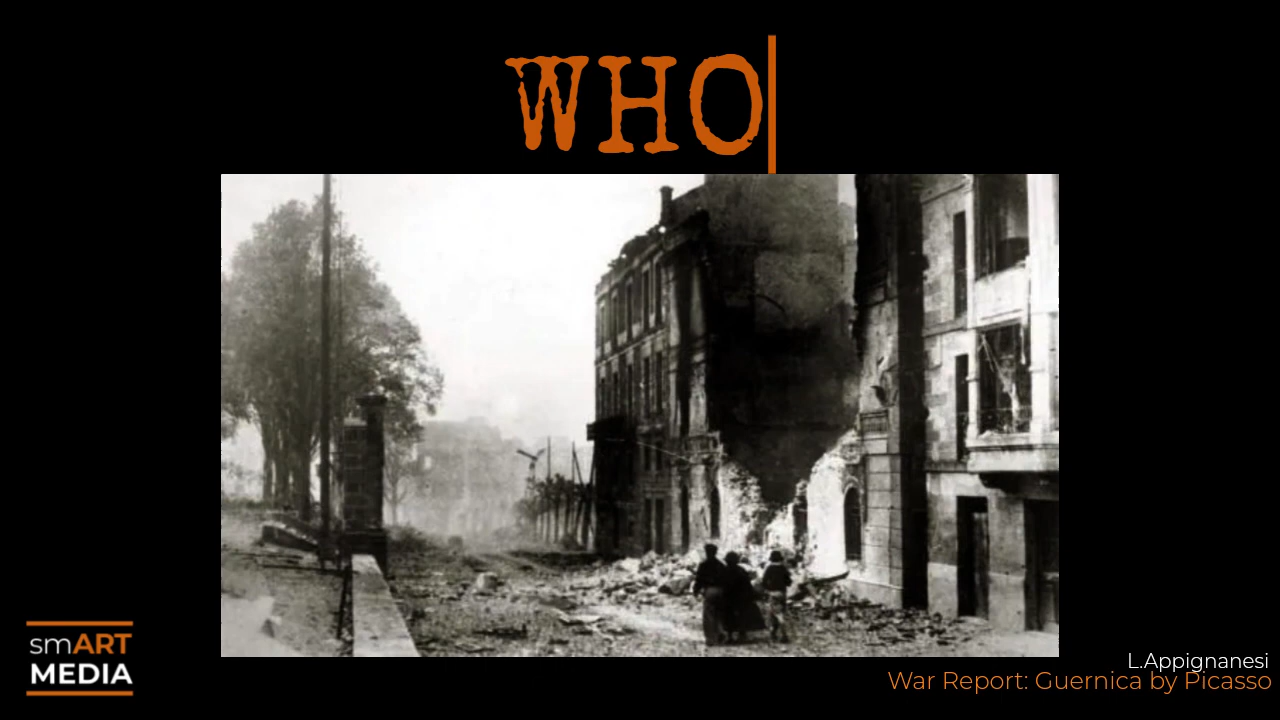 WHO
smART
MEDIA
L.Appignanesi
War Report: Guernica by Picasso